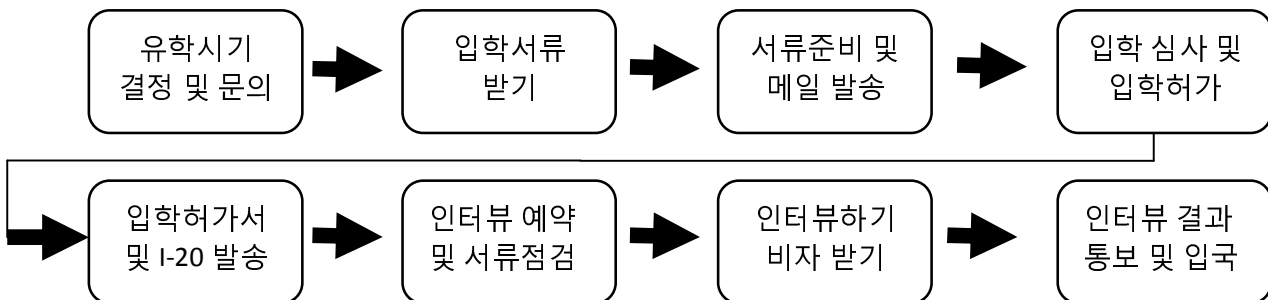 유학시기
결정 및 문의
입학서류
받기
서류준비 및
메일 발송
입학 심사 및
입학허가
입학허가서
및 I-20 발송
인터뷰 예약
및 서류점검
인터뷰하기
비자 받기
인터뷰 결과
통보 및 입국